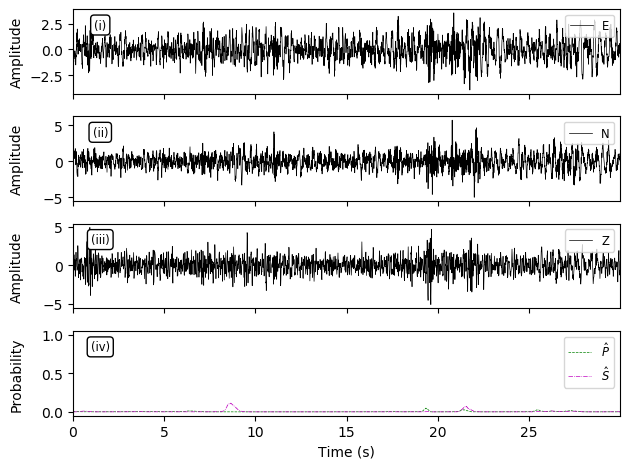 Amplitude
2.5
0.0
−2.5
(i)
E
Amplitude
5
0
−5
(ii)
N
Amplitude
5
0
−5
(iii)
Z
Probability
1.0
0.5
0.0
(iv)
P̂
Ŝ
0 5 10 15 20 25
Time (s)